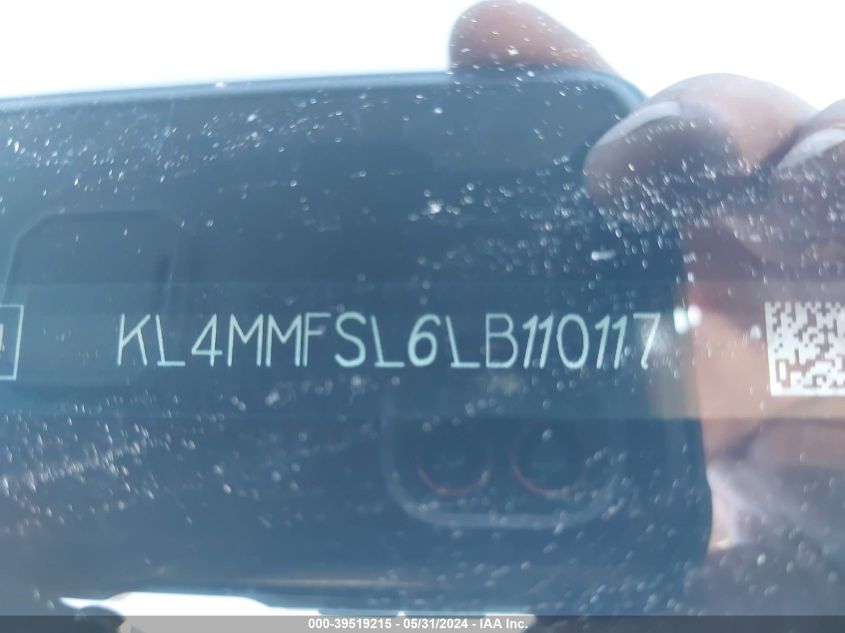 KL4MMFSL6LB110117
000-39519215 - 05/31/2024 - IAA Inc.